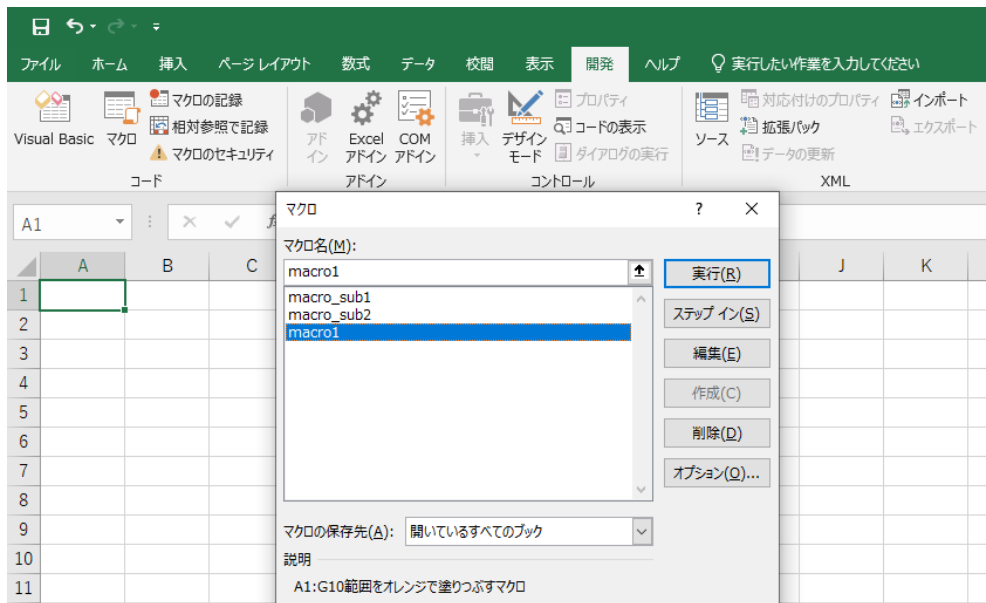 ファイル ホーム 挿入 ページ レイアウト 数式 データ 校閲 表示 開発 ヘルプ 実行したい作業を入力してください
Visual Basic
マクロ
マクロの記録
相対参照で記録
マクロのセキュリティ
コード
アド
イン
Excel
アドイン
COM
アドイン
アドイン
挿入
デザイン
モード
プロパティ
コードの表示
ダイアログの実行
コントロール
ソース
対応付けのプロパティ
拡張パック
データの更新
インポート
エクスポート
XML
A1
A B C J K
1
2
3
4
5
6
7
8
9
10
11
マクロ ? ×
マクロ名(M):
macro1
macro_sub1
macro_sub2
macro1
実行(R)
ステップ イン(S)
編集(E)
作成(C)
削除(D)
オプション(O)...
マクロの保存先(A): 開いているすべてのブック
説明
A1:G10範囲をオレンジで塗りつぶすマクロ